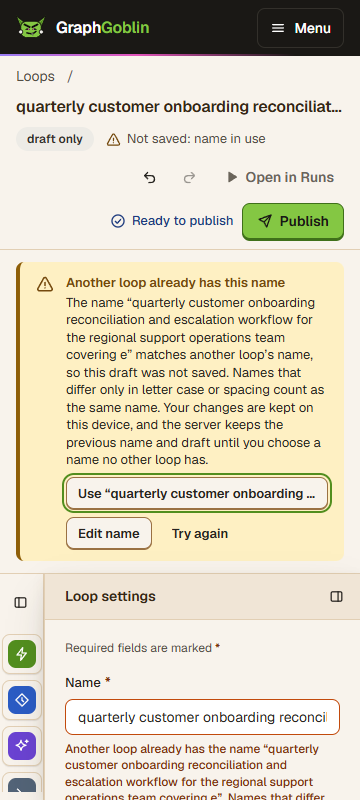 GraphGoblin
Menu
Loops /
quarterly customer onboarding reconciliat...
draft only
Not saved: name in use
Open in Runs
Ready to publish
Publish
Another loop already has this name
The name “quarterly customer onboarding
reconciliation and escalation workflow for
the regional support operations team
covering e” matches another loop’s name,
so this draft was not saved. Names that
differ only in letter case or spacing count as
the same name. Your changes are kept on
this device, and the server keeps the
previous name and draft until you choose a
name no other loop has.
Use “quarterly customer onboarding ...
Edit name
Try again
Loop settings
Required fields are marked *
Name *
quarterly customer onboarding reconcil
Another loop already has the name “quarterly
customer onboarding reconciliation and
escalation workflow for the regional support
operations team covering e”. Names that differ